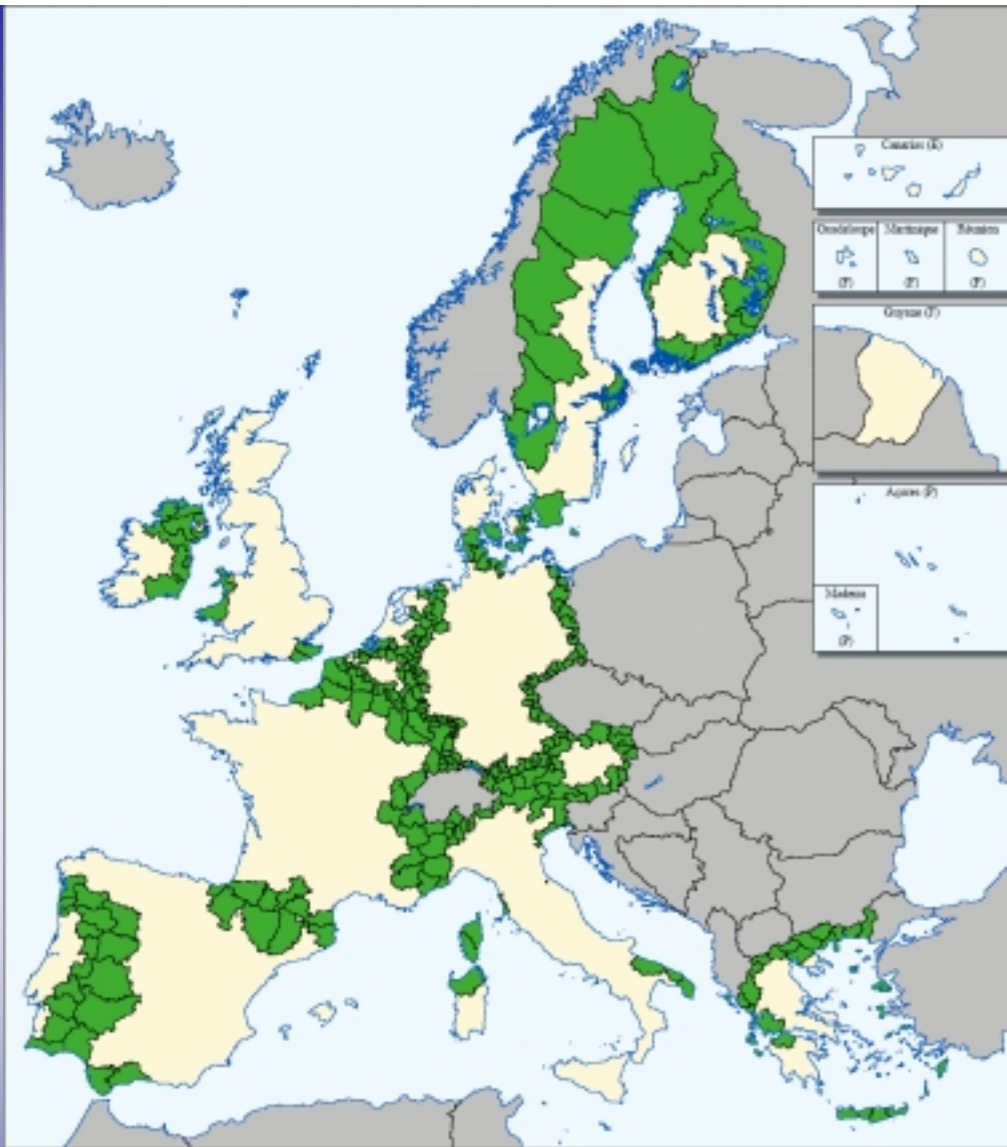 Canarias (E)
Guadeloupe
Martinique
Réunion
(F)
(F)
(F)
Guyane (F)
Açores (P)
Madeira
(P)